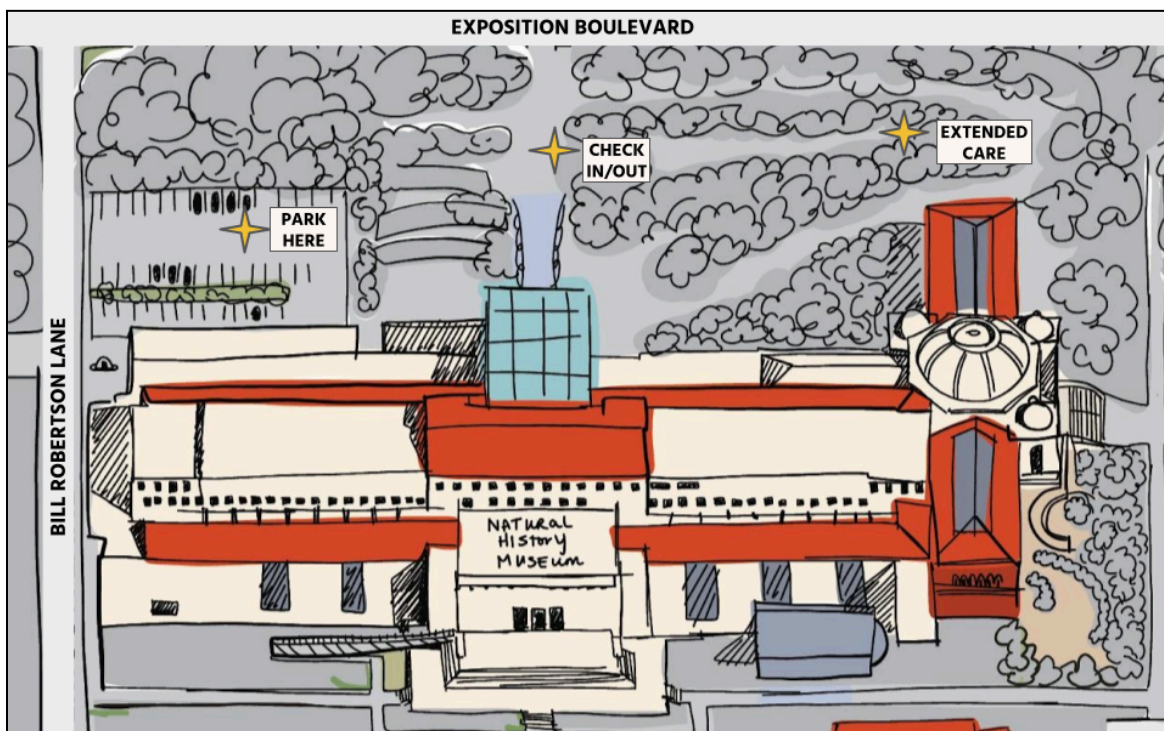 EXPOSITION BOULEVARD
CHECK
IN/OUT
EXTENDED
CARE
PARK
HERE
BILL ROBERTSON LANE
NATURAL
HISTORY
MUSEUM